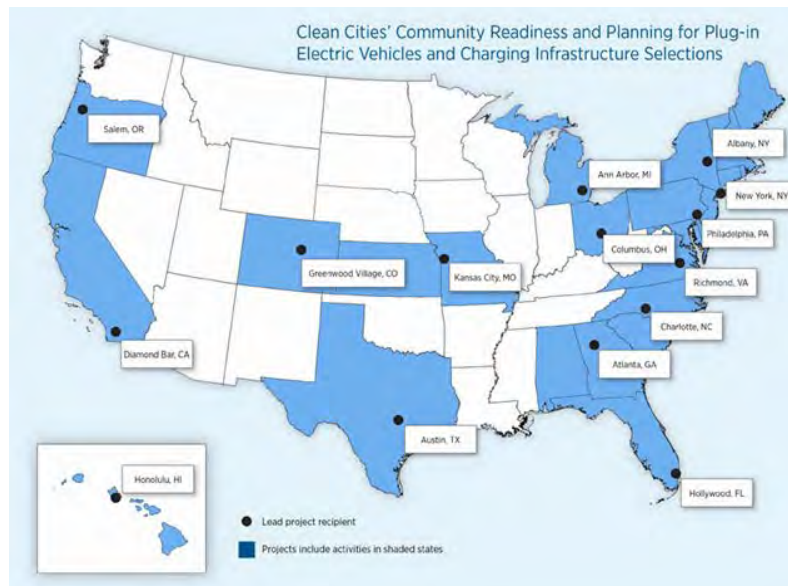 Clean Cities' Community Readiness and Planning for Plug-in
Electric Vehicles and Charging Infrastructure Selections
Salem, OR
Albany, NY
Ann Arbor, MI
New York, NY
Philadelphia, PA
Columbus, OH
Greenwood Village, CO
Kansas City, MO
Richmond, VA
Charlotte, NC
Diamond Bar, CA
Atlanta, GA
Austin, TX
Honolulu, HI
Hollywood, FL
Lead project recipient
Projects include activities in shaded states